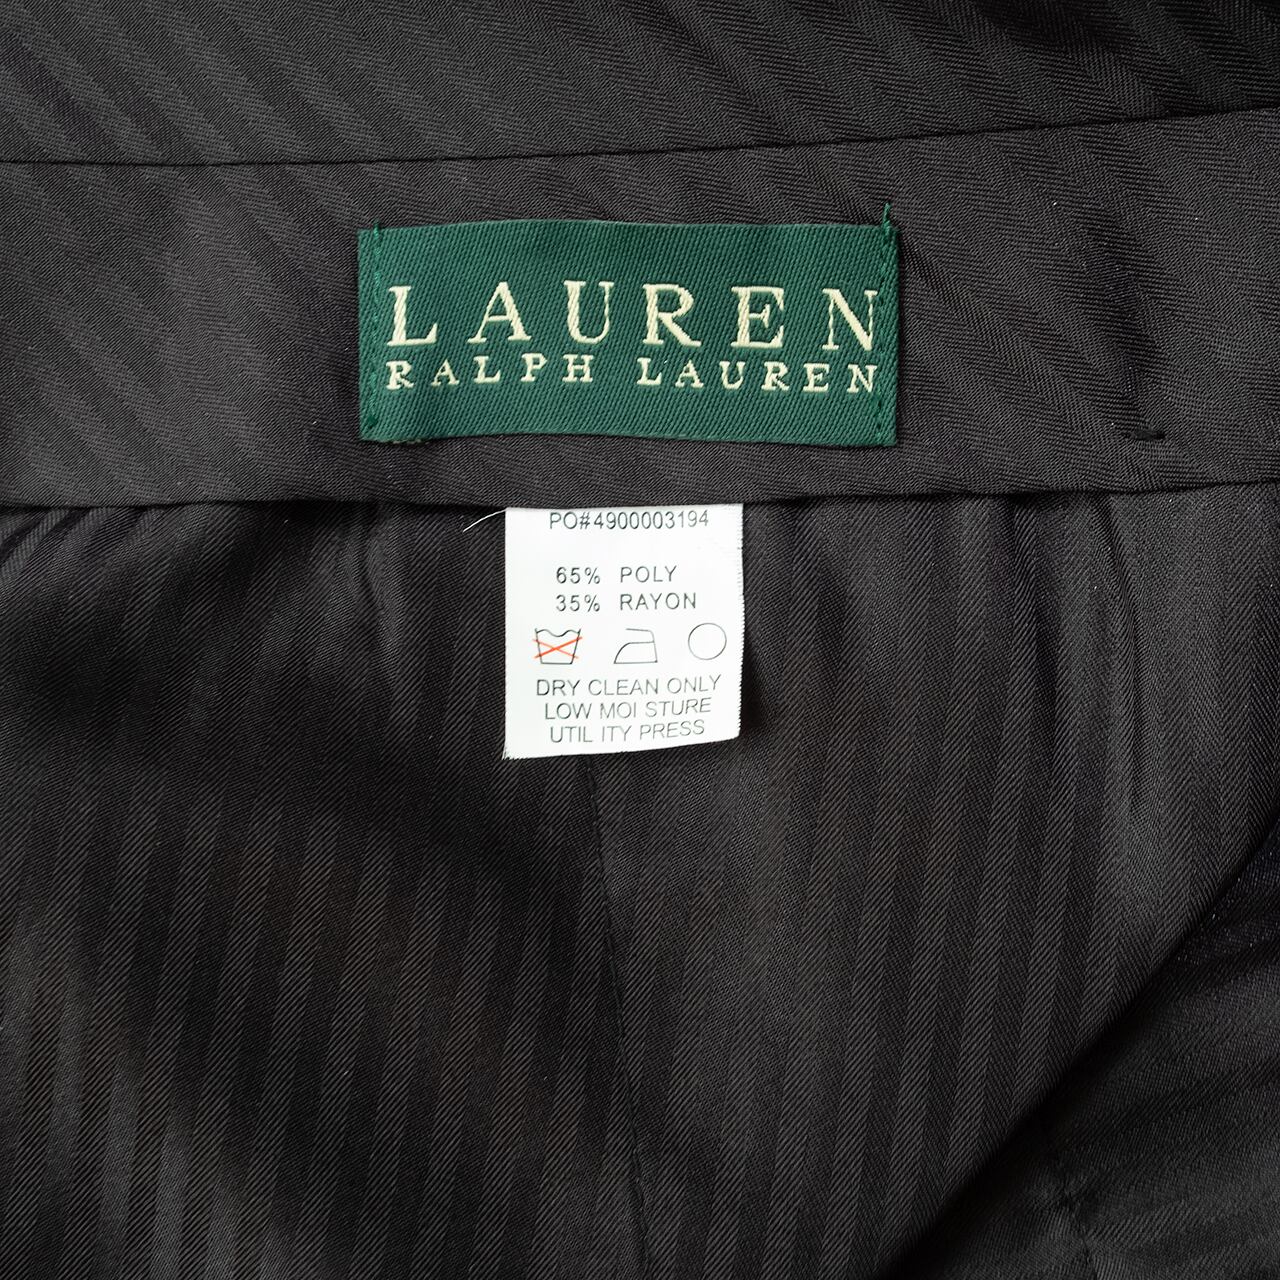 LAUREN
RALPH LAUREN
PO#4900003194
65% POLY
35% RAYON
DRY CLEAN ONLY
LOW MOI STURE
UTIL ITY PRESS